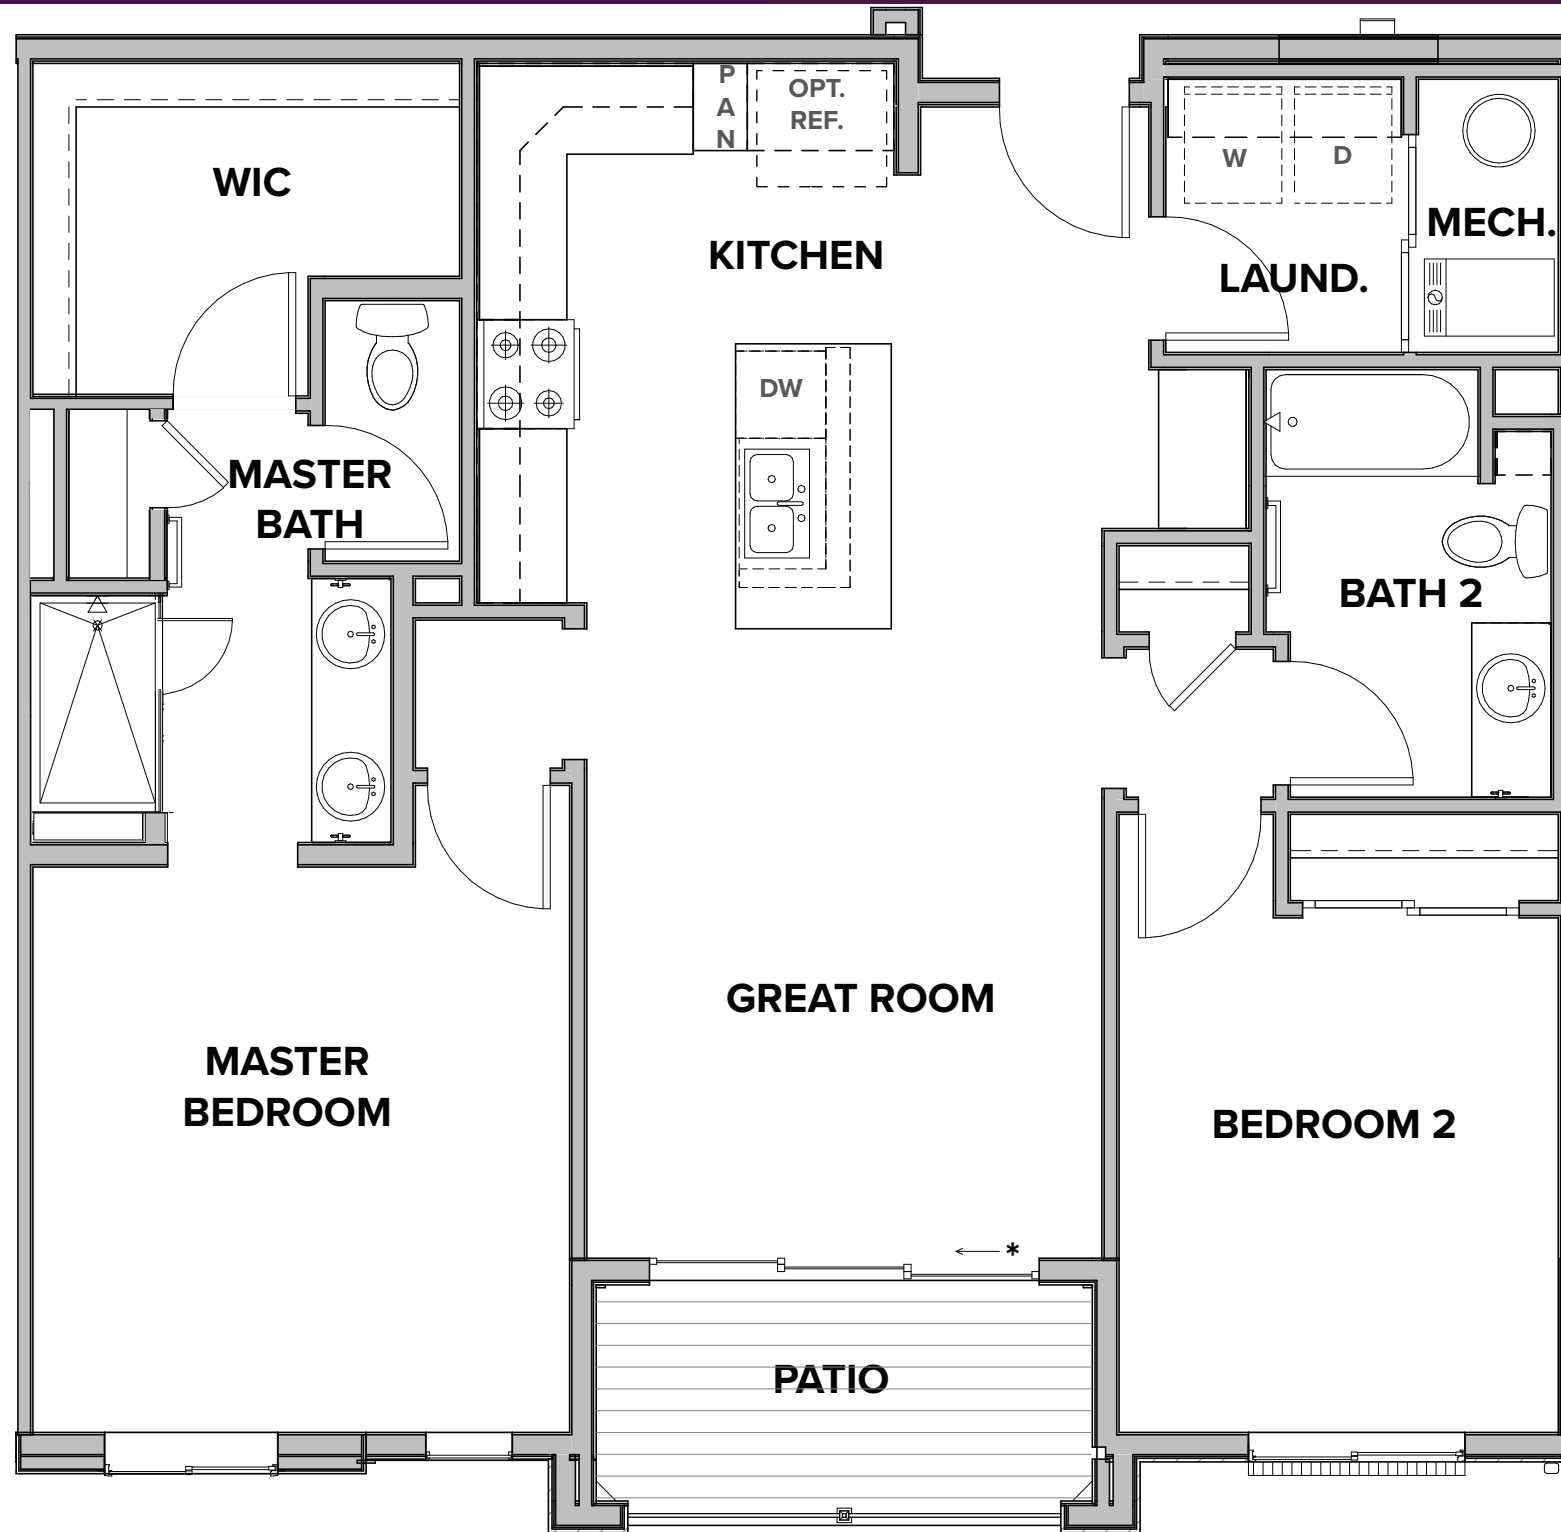 P
A
N
OPT.
REF.
W
D
WIC
MECH.
KITCHEN
LAUND.
DW
MASTER
BATH
BATH 2
GREAT ROOM
MASTER
BEDROOM
BEDROOM 2
*
PATIO